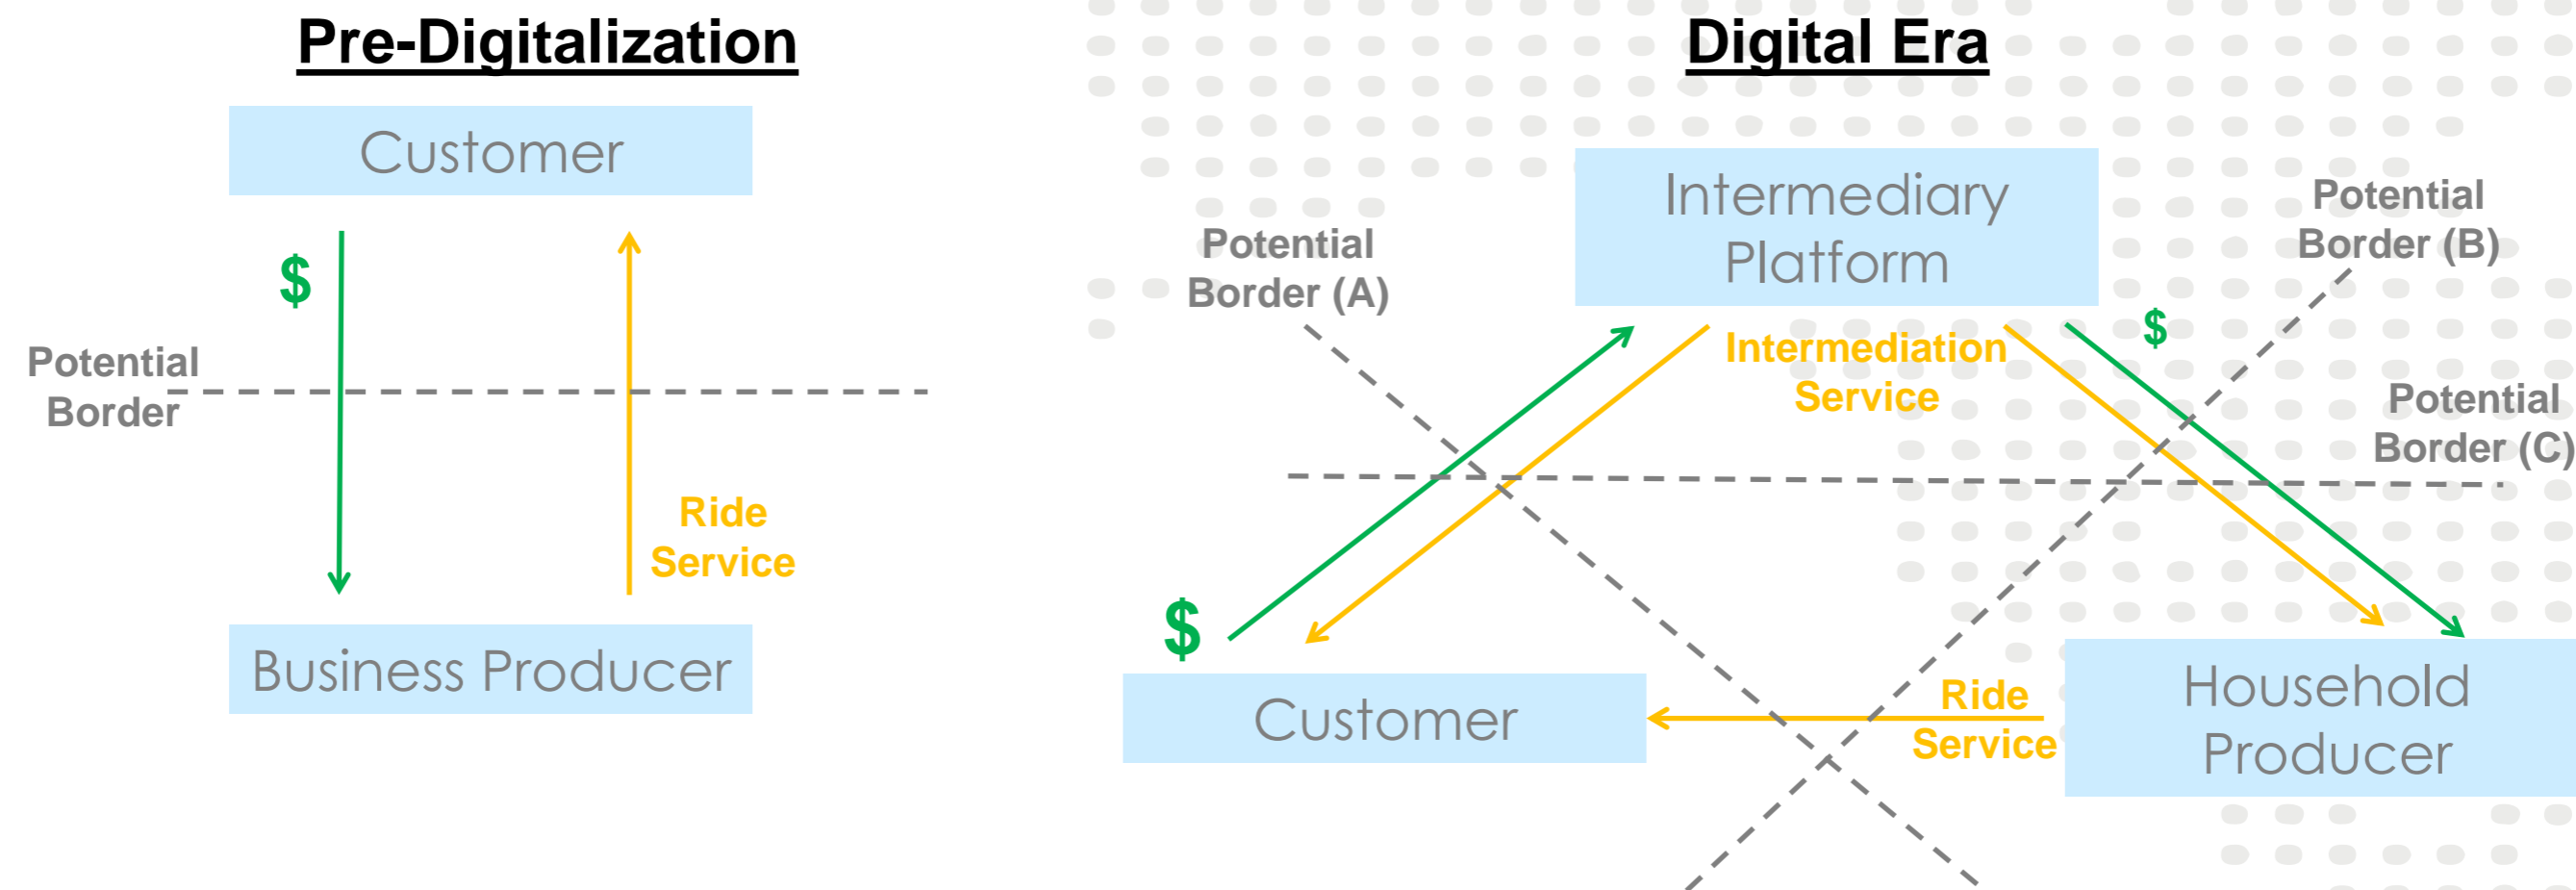 Pre-Digitalization
Customer
$
Potential
Border
Ride
Service
Business Producer
Digital Era
Intermediary
Platform
Potential
Border (A)
Potential
Border (B)
$
Intermediation
Service
Potential
Border (C)
$
Customer
Ride
Service
Household
Producer